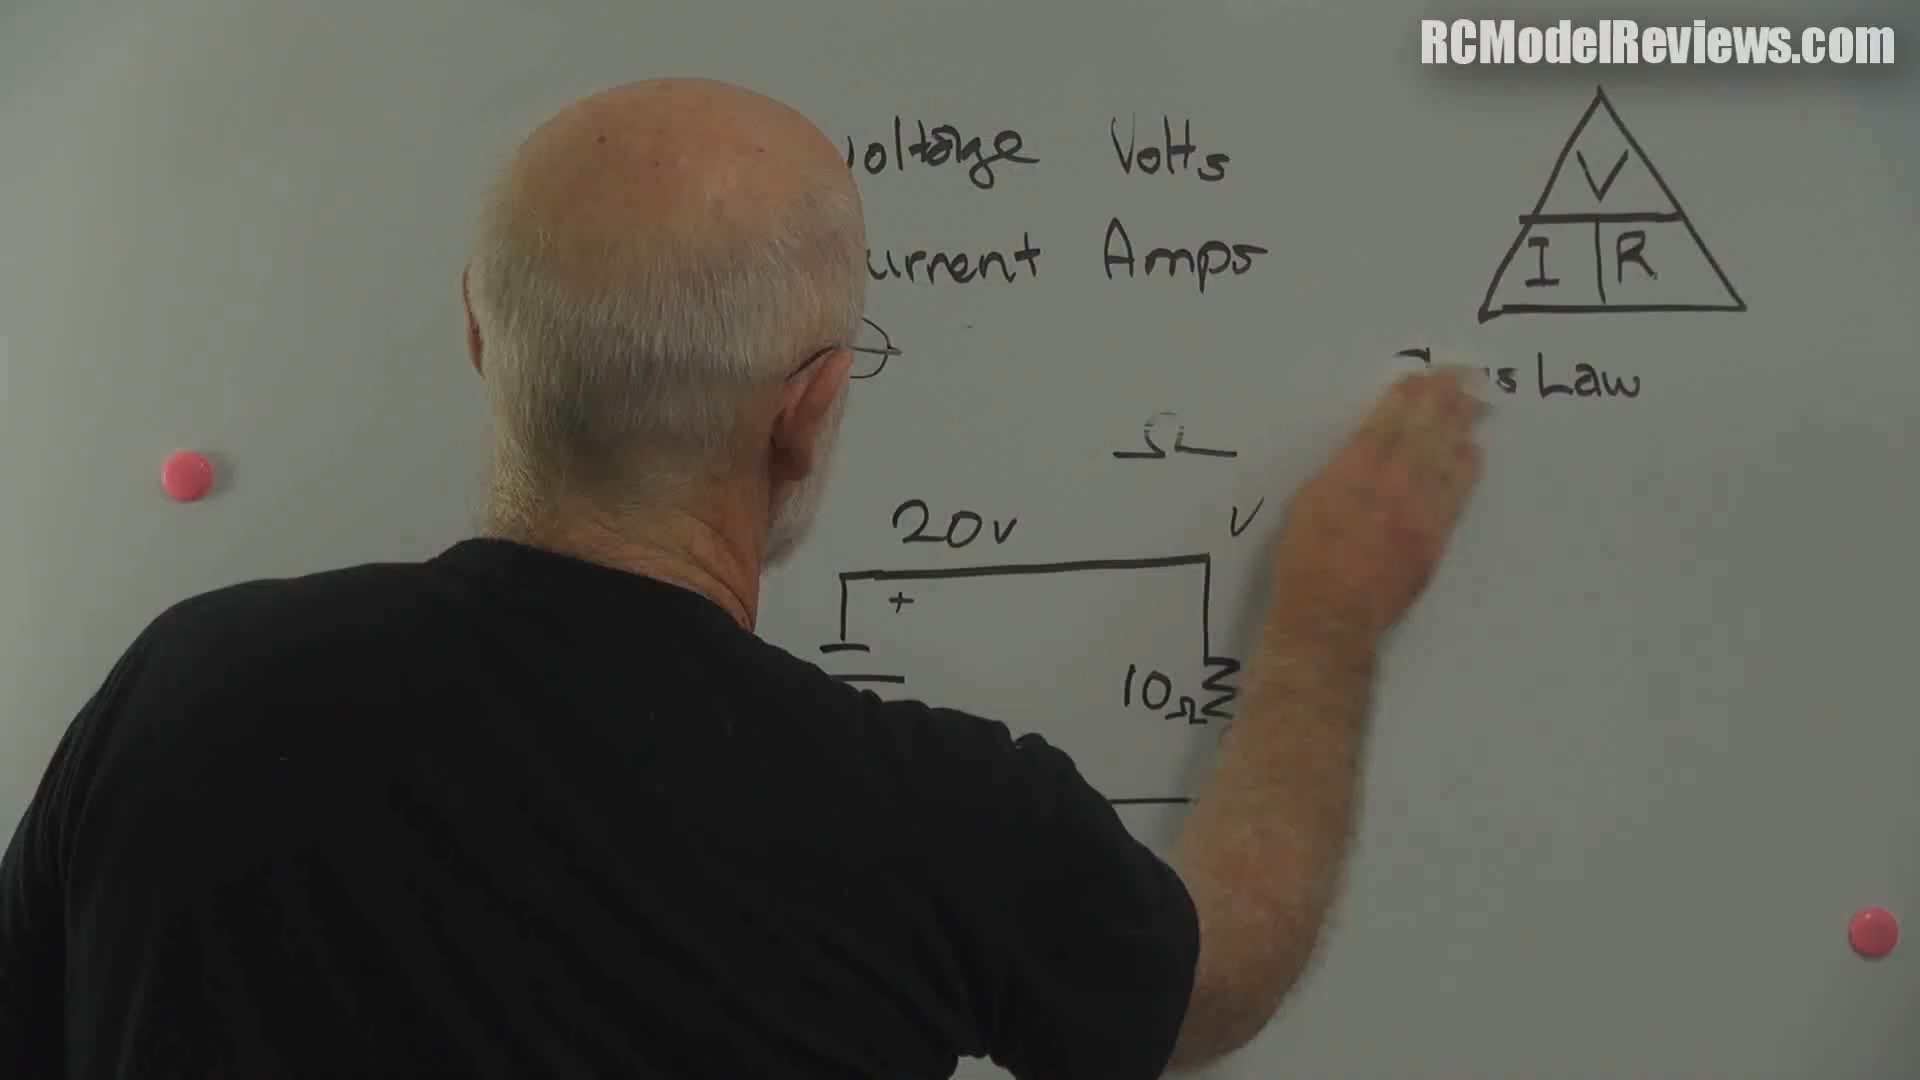 RCModelReviews.com
voltage Volts
urrent Amps
V
I R
s Law
Ω
20v V
+
10Ω